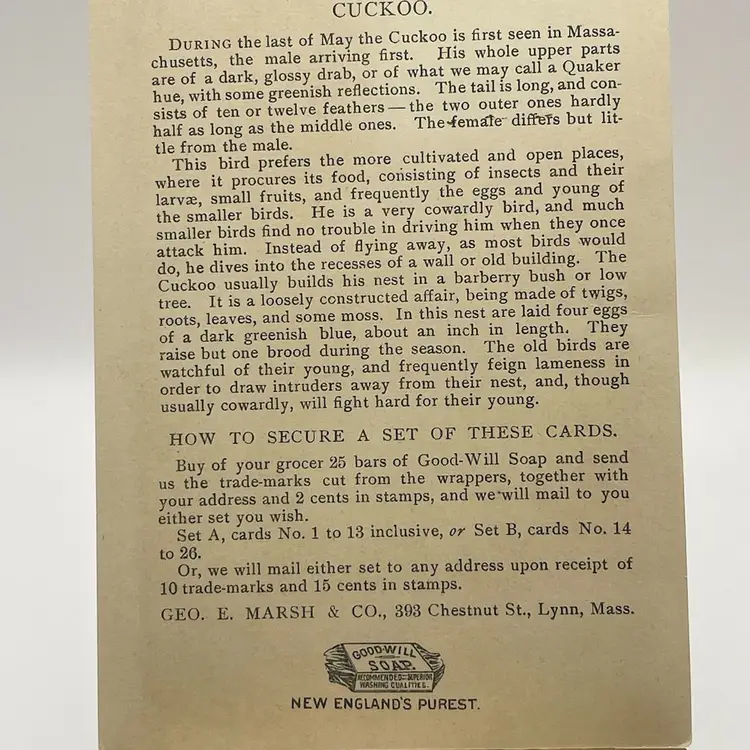 CUCKOO.
DURING the last of May the Cuckoo is first seen in Massa-
chusetts, the male arriving first. His whole upper parts
are of a dark, glossy drab, or of what we may call a Quaker
hue, with some greenish reflections. The tail is long, and con-
sists of ten or twelve feathers — the two outer ones hardly
half as long as the middle ones. The female differs but lit-
tle from the male.
This bird prefers the more cultivated and open places,
where it procures its food, consisting of insects and their
larvæ, small fruits, and frequently the eggs and young of
the smaller birds. He is a very cowardly bird, and much
smaller birds find no trouble in driving him when they once
attack him. Instead of flying away, as most birds would
do, he dives into the recesses of a wall or old building. The
Cuckoo usually builds his nest in a barberry bush or low
tree. It is a loosely constructed affair, being made of twigs,
roots, leaves, and some moss. In this nest are laid four eggs
of a dark greenish blue, about an inch in length. They
raise but one brood during the season. The old birds are
watchful of their young, and frequently feign lameness in
order to draw intruders away from their nest, and, though
usually cowardly, will fight hard for their young.
HOW TO SECURE A SET OF THESE CARDS.
Buy of your grocer 25 bars of Good-Will Soap and send
us the trade-marks cut from the wrappers, together with
your address and 2 cents in stamps, and we will mail to you
either set you wish.
Set A, cards No. 1 to 13 inclusive, or Set B, cards No. 14
to 26.
Or, we will mail either set to any address upon receipt of
10 trade-marks and 15 cents in stamps.
GEO. E. MARSH & CO., 393 Chestnut St., Lynn, Mass.
GOOD-WILL
SOAP.
RECOMMENDED SUPERIOR
WASHING QUALITIES.
NEW ENGLAND'S PUREST.